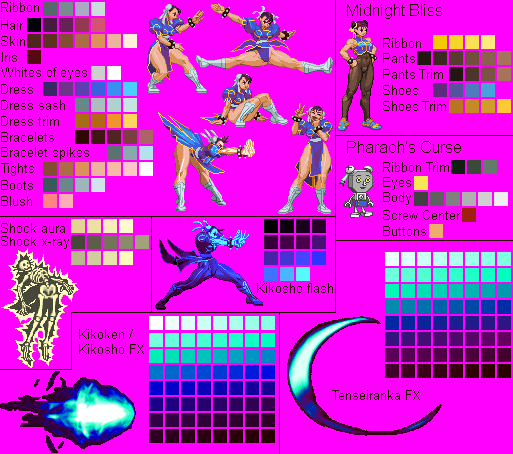 Ribbon
Hair
Skin
Iris
Whites of eyes
Dress
Dress sash
Dress trim
Bracelets
Bracelet spikes
Tights
Boots
Blush
Midnight Bliss
Ribbon
Pants
Pants Trim
Shoes
Shoes Trim
Pharaoh's Curse
Ribbon Trim
Eyes
Body
Screw Center
Buttons
Shock aura
Shock x-ray
Kikosho flash
Kikoken /
Kikosho FX
Tenseiranka FX